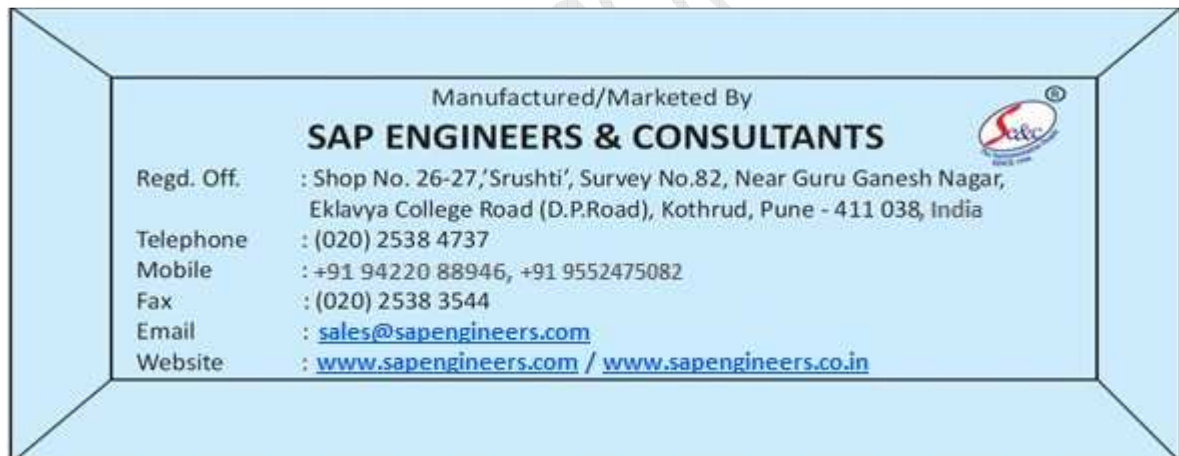 Manufactured/Marketed By
SAP ENGINEERS & CONSULTANTS
Regd. Off. : Shop No. 26-27,'Srushti', Survey No.82, Near Guru Ganesh Nagar,
Eklavya College Road (D.P.Road), Kothrud, Pune - 411 038, India
Telephone : (020) 2538 4737
Mobile : +91 94220 88946, +91 9552475082
Fax : (020) 2538 3544
Email : sales@sapengineers.com
Website : www.sapengineers.com / www.sapengineers.co.in
®